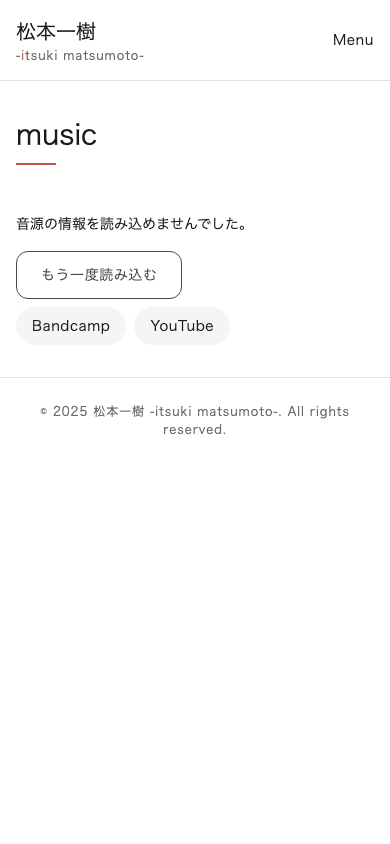 松本一樹
-itsuki matsumoto-
Menu
music
音源の情報を読み込めませんでした。
もう一度読み込む
Bandcamp
YouTube
© 2025 松本一樹 -itsuki matsumoto-. All rights
reserved.